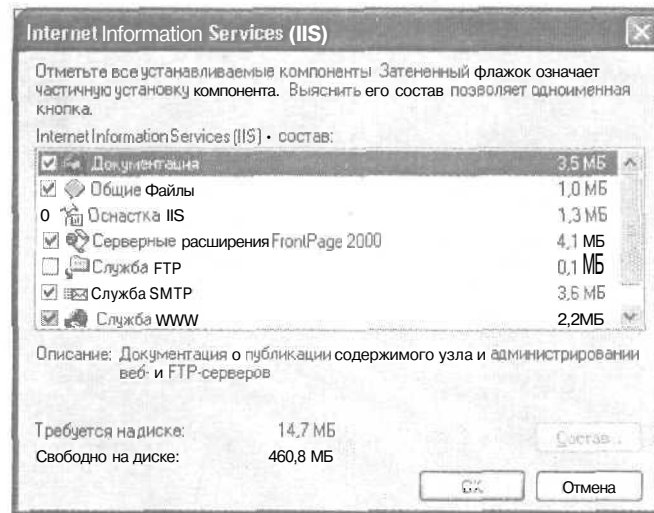 Internet Information Services (IIS)
Отметьте все устанавливаемые компоненты Затененный флажок означает
частичную установку компонента. Выяснить его состав позволяет одноименная
кнопка.
Internet Information Services (IIS) • состав:
Документация 3,5 МБ
Общие Файлы 1,0 МБ
0 Оснастка IIS 1,3 МБ
Серверные расширения FrontPage 2000 4,1 МБ
Служба FTP 0,1 МБ
Служба SMTP 3,6 МБ
Служба WWW 2,2МБ
Описание: Документация о публикации содержимого узла и администрировании
веб- и FTP-серверов
Требуется на диске: 14,7 МБ
Состав...
Свободно на диске: 460,8 МБ
OK Отмена